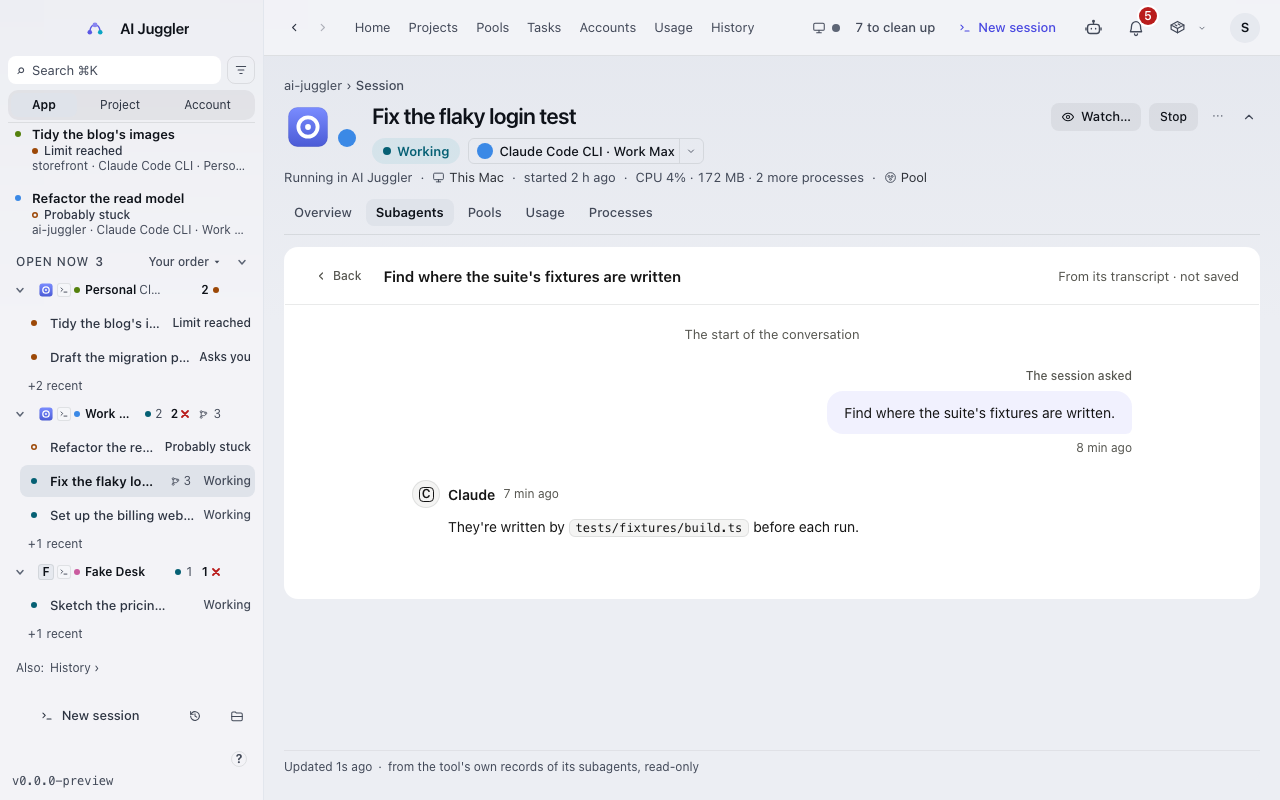 AI Juggler
Home Projects Pools Tasks Accounts Usage History
7 to clean up
New session
5
S
Search ⌘K
App Project Account
Tidy the blog's images
Limit reached
storefront · Claude Code CLI · Perso...
Refactor the read model
Probably stuck
ai-juggler · Claude Code CLI · Work ...
OPEN NOW 3 Your order
Personal Cl... 2
Tidy the blog's i... Limit reached
Draft the migration p... Asks you
+2 recent
Work ... 2 2 3
Refactor the re... Probably stuck
Fix the flaky lo... 3 Working
Set up the billing web... Working
+1 recent
F Fake Desk 1 1
Sketch the pricin... Working
+1 recent
Also: History ›
New session
?
v0.0.0-preview
ai-juggler › Session
Fix the flaky login test
Watch... Stop ...
Working Claude Code CLI · Work Max
Running in AI Juggler · This Mac · started 2 h ago · CPU 4% · 172 MB · 2 more processes · Pool
Overview Subagents Pools Usage Processes
Back Find where the suite's fixtures are written From its transcript · not saved
The start of the conversation
The session asked
Find where the suite's fixtures are written.
8 min ago
C Claude 7 min ago
They're written by tests/fixtures/build.ts before each run.
Updated 1s ago · from the tool's own records of its subagents, read-only